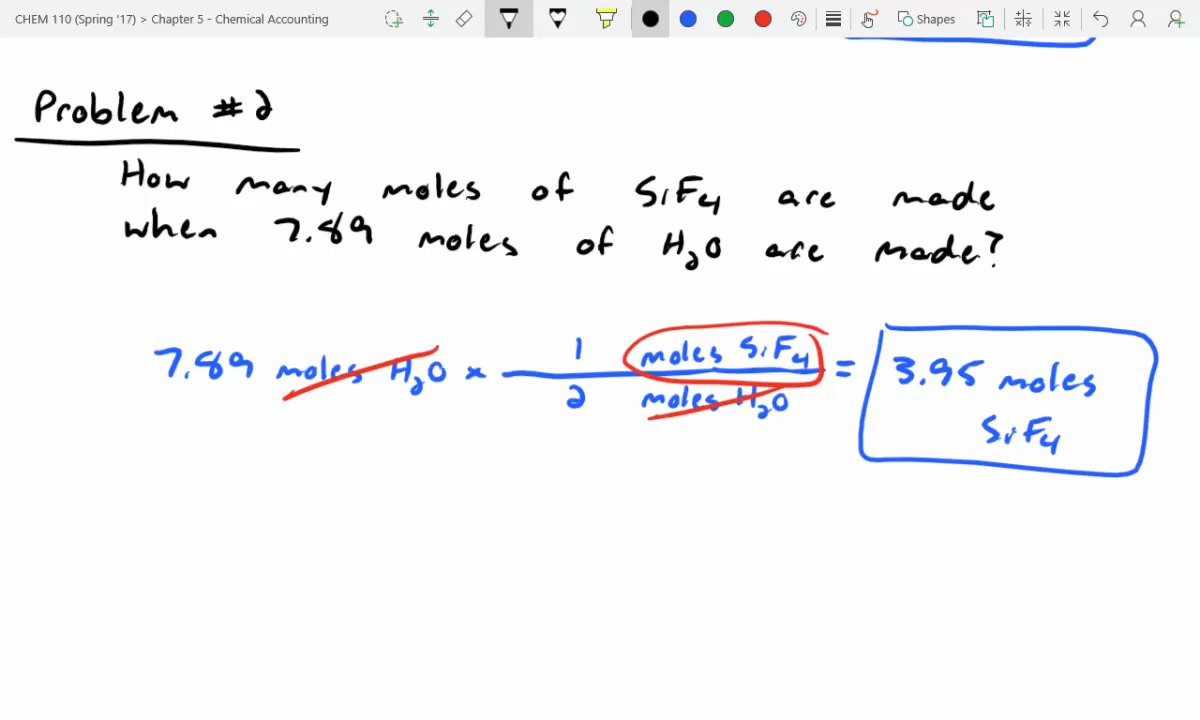 CHEM 110 (Spring '17) > Chapter 5 - Chemical Accounting
Shapes
Problem #2
How many moles of SiF4 are made
when 7.89 moles of H2O are made?
7.89 moles H2O × 1 moles SiF4 = 3.95 moles
2 moles H2O
SiF4